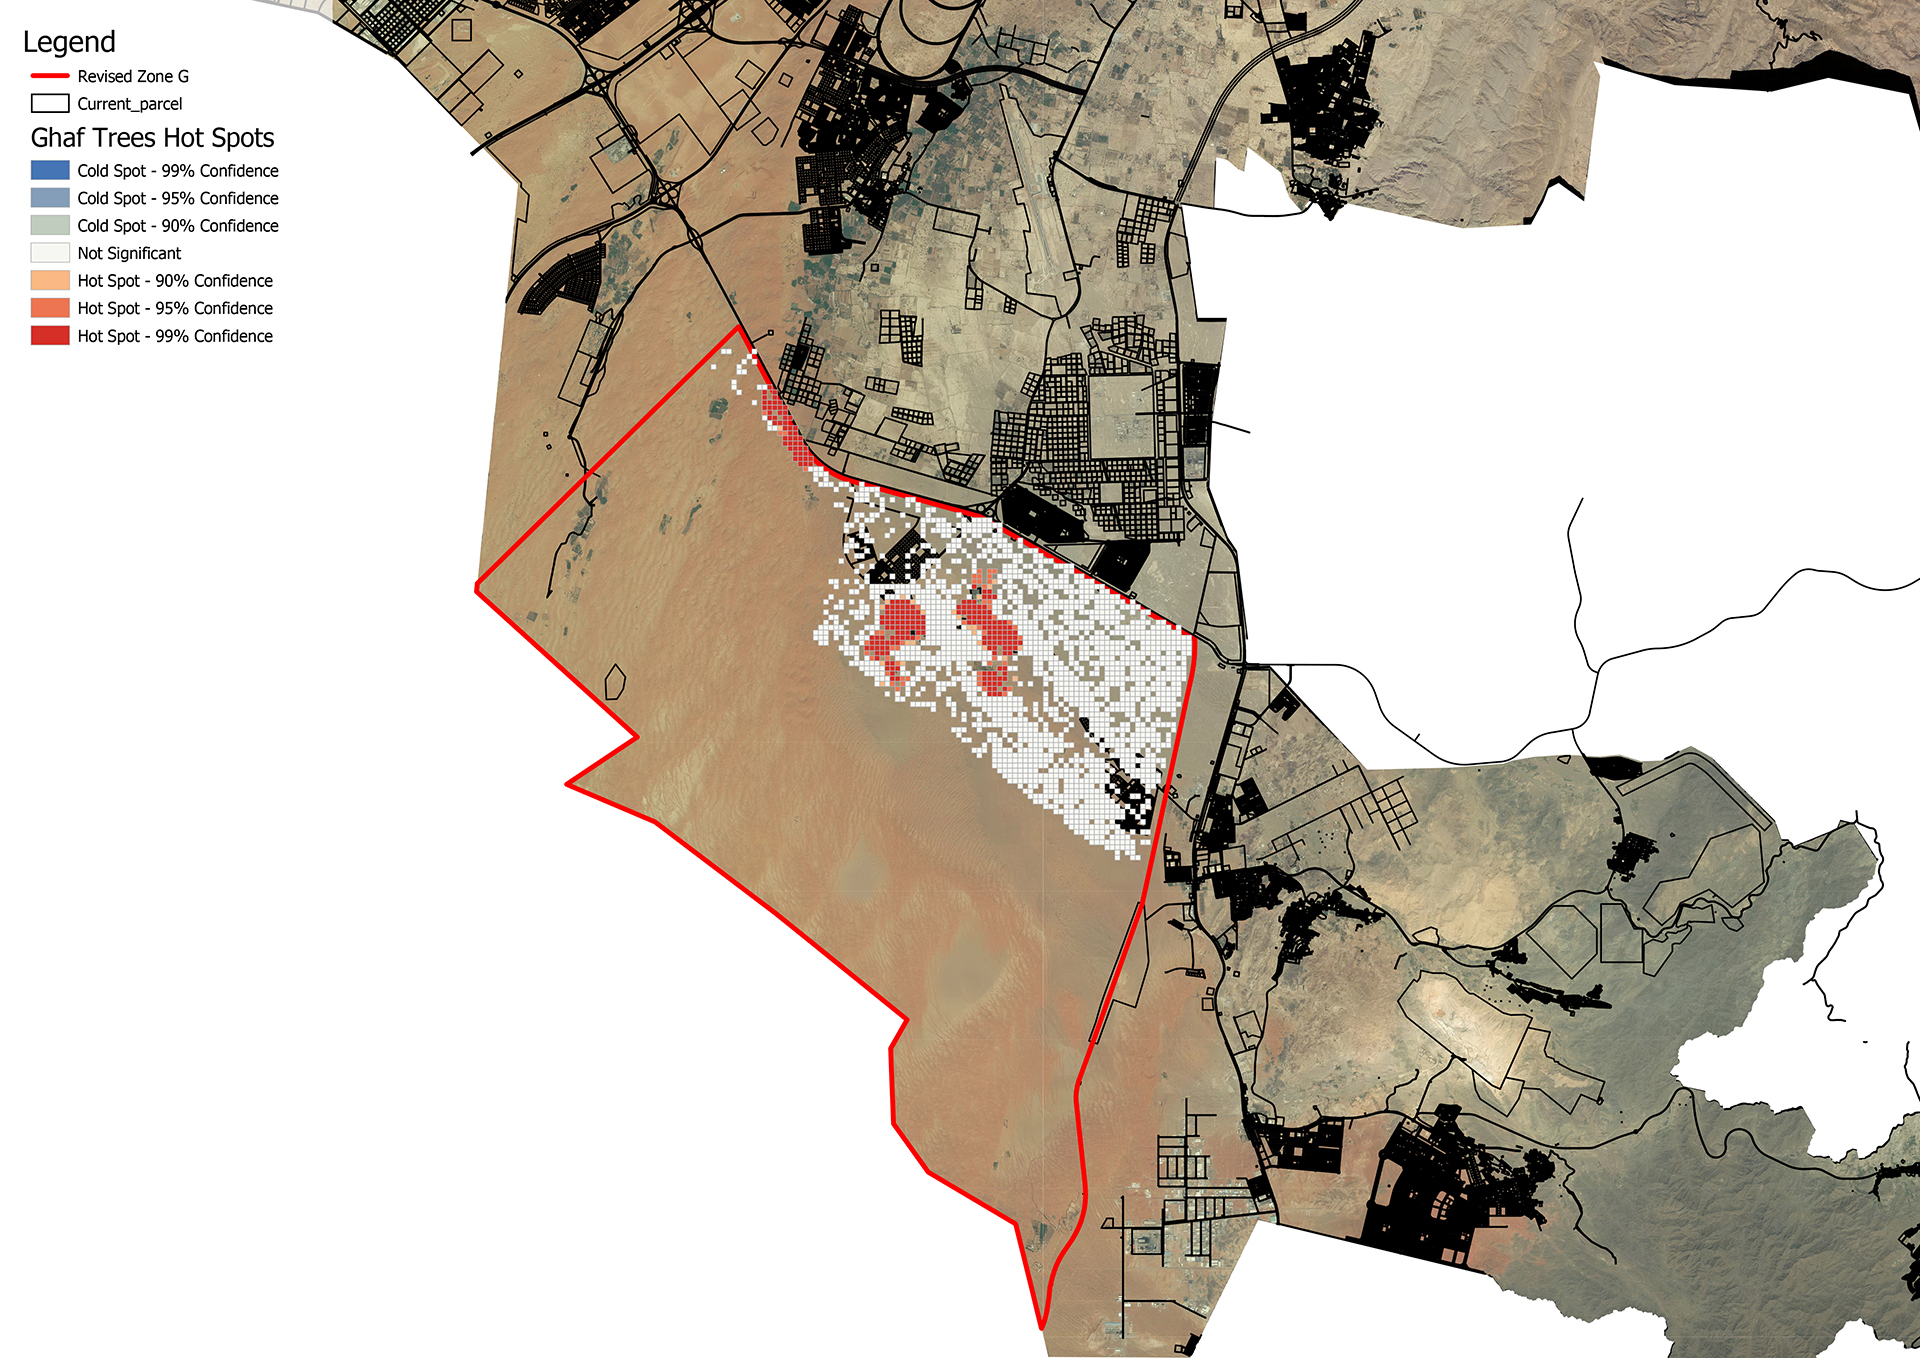 Legend
Revised Zone G
Current_parcel
Ghaf Trees Hot Spots
Cold Spot - 99% Confidence
Cold Spot - 95% Confidence
Cold Spot - 90% Confidence
Not Significant
Hot Spot - 90% Confidence
Hot Spot - 95% Confidence
Hot Spot - 99% Confidence